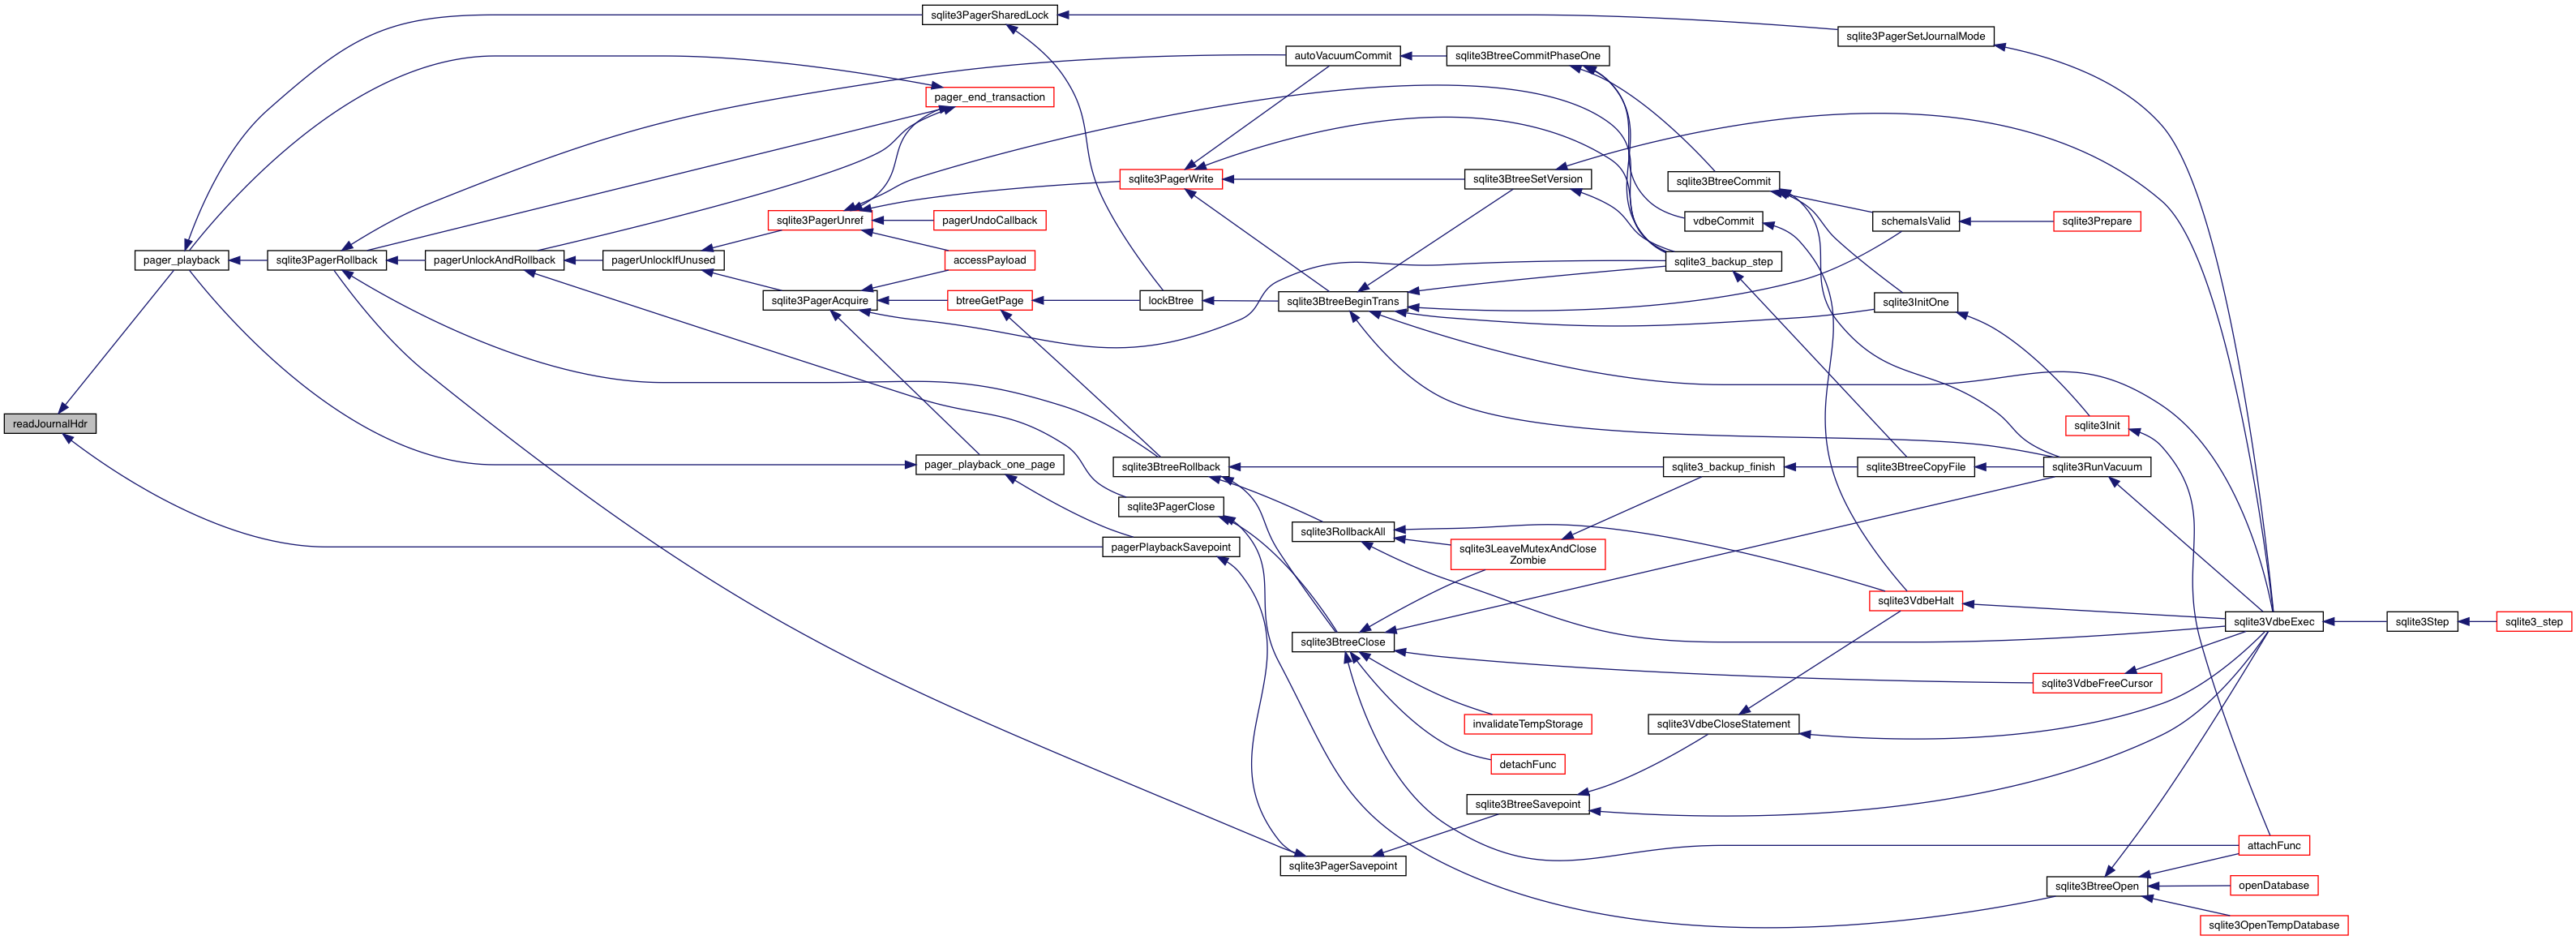 sqlite3PagerSharedLock
sqlite3PagerSetJournalMode
autoVacuumCommit
sqlite3BtreeCommitPhaseOne
pager_end_transaction
sqlite3PagerWrite
sqlite3BtreeSetVersion
sqlite3BtreeCommit
sqlite3PagerUnref
pagerUndoCallback
vdbeCommit
schemaIsValid
sqlite3Prepare
pager_playback
sqlite3PagerRollback
pagerUnlockAndRollback
pagerUnlockIfUnused
accessPayload
sqlite3_backup_step
sqlite3PagerAcquire
btreeGetPage
lockBtree
sqlite3BtreeBeginTrans
sqlite3InitOne
readJournalHdr
sqlite3Init
pager_playback_one_page
sqlite3BtreeRollback
sqlite3_backup_finish
sqlite3BtreeCopyFile
sqlite3RunVacuum
sqlite3PagerClose
sqlite3RollbackAll
pagerPlaybackSavepoint
sqlite3LeaveMutexAndClose
Zombie
sqlite3VdbeHalt
sqlite3VdbeExec
sqlite3Step
sqlite3_step
sqlite3BtreeClose
sqlite3VdbeFreeCursor
invalidateTempStorage
sqlite3VdbeCloseStatement
detachFunc
sqlite3BtreeSavepoint
attachFunc
sqlite3PagerSavepoint
sqlite3BtreeOpen
openDatabase
sqlite3OpenTempDatabase